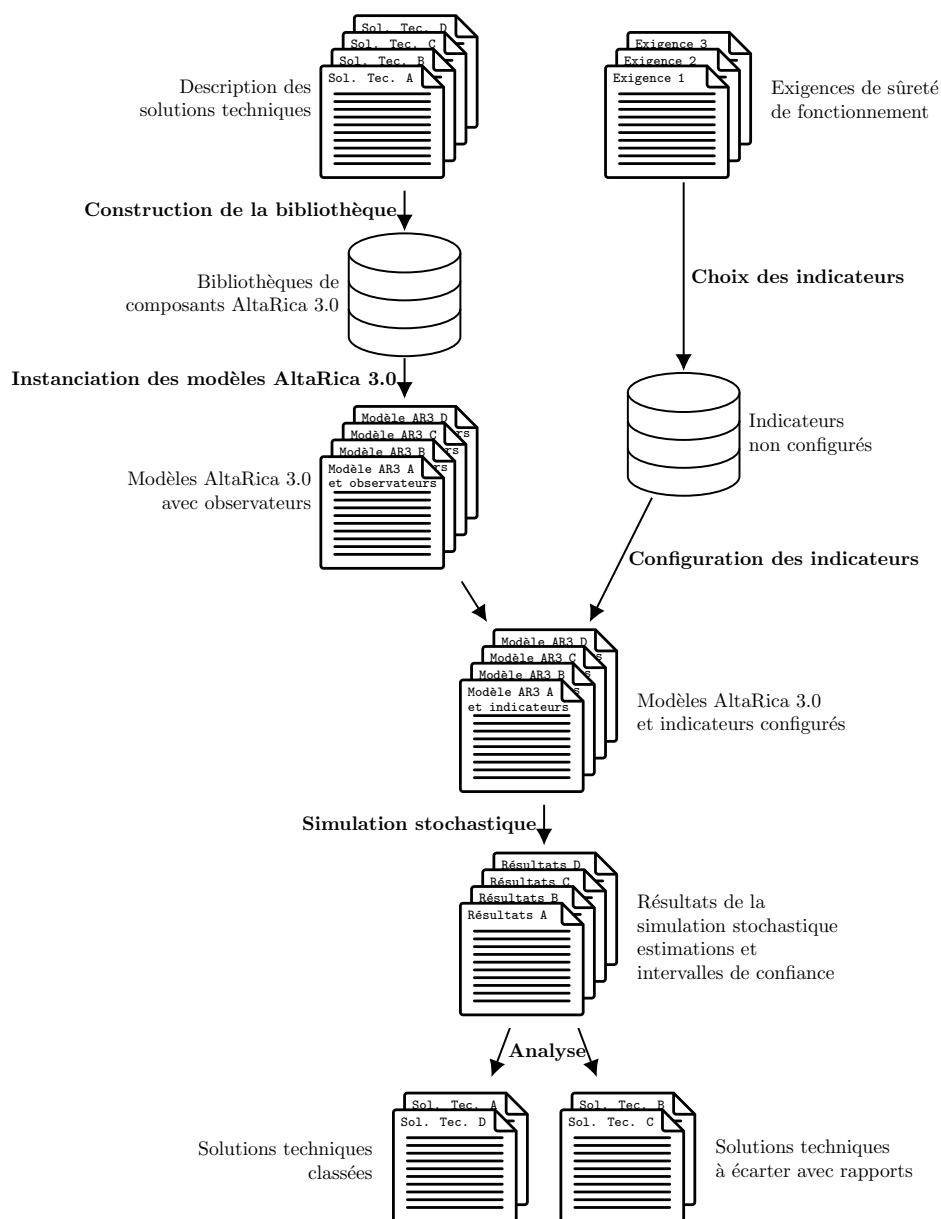 Sol. Tec. D
Sol. Tec. C
Sol. Tec. B
Sol. Tec. A
Description des
solutions techniques
Exigence 3
Exigence 2
Exigence 1
Exigences de sûreté
de fonctionnement
Construction de la bibliothèque
Bibliothèques de
composants AltaRica 3.0
Choix des indicateurs
Instanciation des modèles AltaRica 3.0
Indicateurs
non configurés
Modèle AR3 D
Modèle AR3 C
Modèle AR3 B
Modèle AR3 A
et observateurs
Modèles AltaRica 3.0
avec observateurs
Configuration des indicateurs
Modèle AR3 D
Modèle AR3 C
Modèle AR3 B
Modèle AR3 A
et indicateurs
Modèles AltaRica 3.0
et indicateurs configurés
Simulation stochastique
Résultats D
Résultats C
Résultats B
Résultats A
Résultats de la
simulation stochastique
estimations et
intervalles de confiance
Analyse
Sol. Tec. A
Sol. Tec. D
Solutions techniques
classées
Sol. Tec. B
Sol. Tec. C
Solutions techniques
à écarter avec rapports